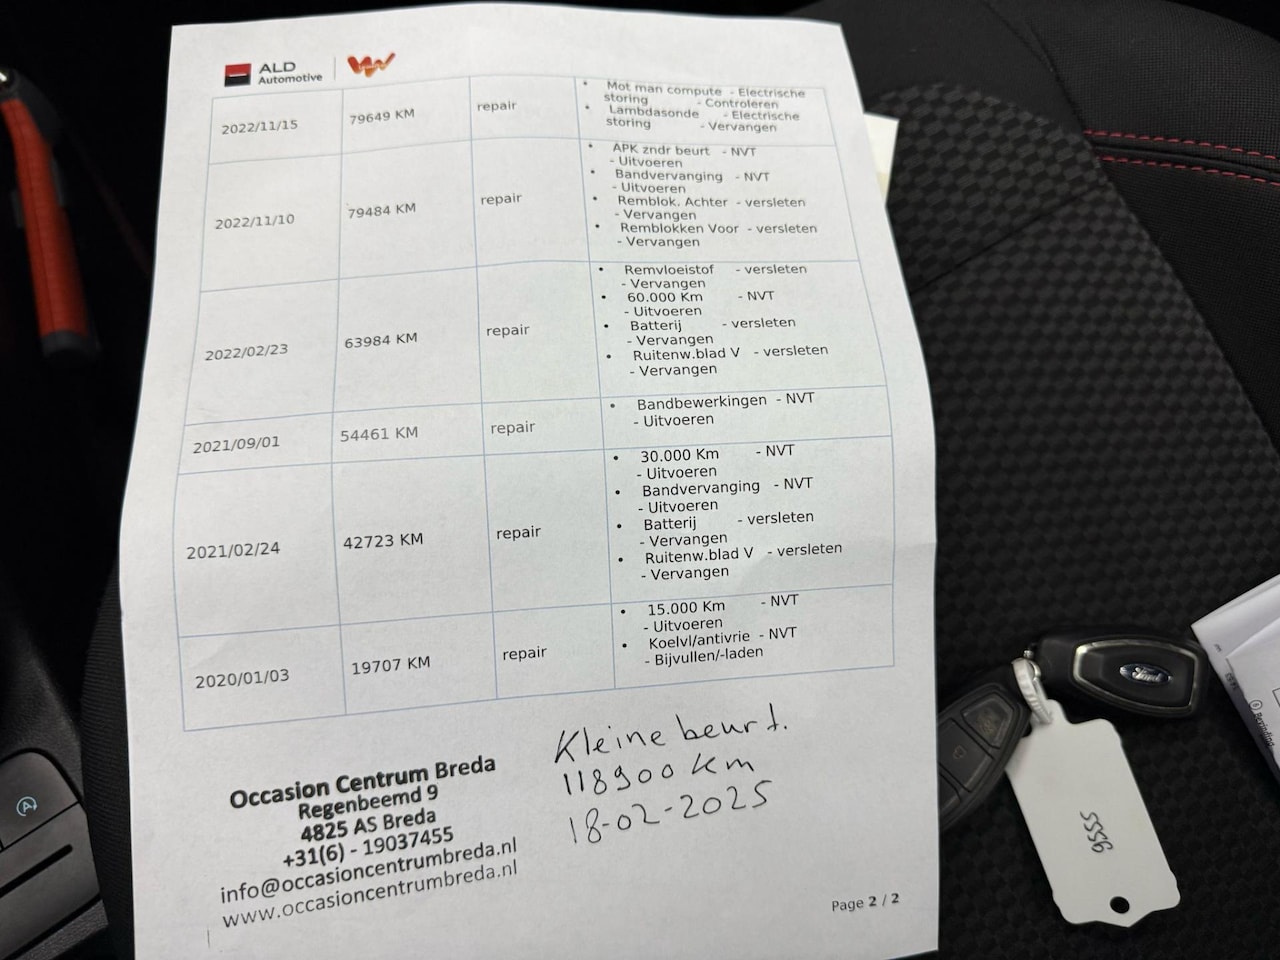 ALD
Automotive
2022/11/15 79649 KM repair
• Mot man compute - Electrische
storing - Controleren
• Lambdasonde - Electrische
storing - Vervangen
2022/11/10 79484 KM repair
• APK zndr beurt - NVT
- Uitvoeren
• Bandvervanging - NVT
- Uitvoeren
• Remblok. Achter - versleten
- Vervangen
• Remblokken Voor - versleten
- Vervangen
2022/02/23 63984 KM repair
• Remvloeistof - versleten
- Vervangen
• 60.000 Km - NVT
- Uitvoeren
• Batterij - versleten
- Vervangen
• Ruitenw.blad V - versleten
- Vervangen
2021/09/01 54461 KM repair
• Bandbewerkingen - NVT
- Uitvoeren
2021/02/24 42723 KM repair
• 30.000 Km - NVT
- Uitvoeren
• Bandvervanging - NVT
- Uitvoeren
• Batterij - versleten
- Vervangen
• Ruitenw.blad V - versleten
- Vervangen
2020/01/03 19707 KM repair
• 15.000 Km - NVT
- Uitvoeren
• Koelvl/antivrie - NVT
- Bijvullen/-laden
Occasion Centrum Breda
Regenbeemd 9
4825 AS Breda
+31(6) - 19037455
info@occasioncentrumbreda.nl
www.occasioncentrumbreda.nl
Kleine beurt.
118900 km
18-02-2025
Page 2 / 2
Ford
9555
A